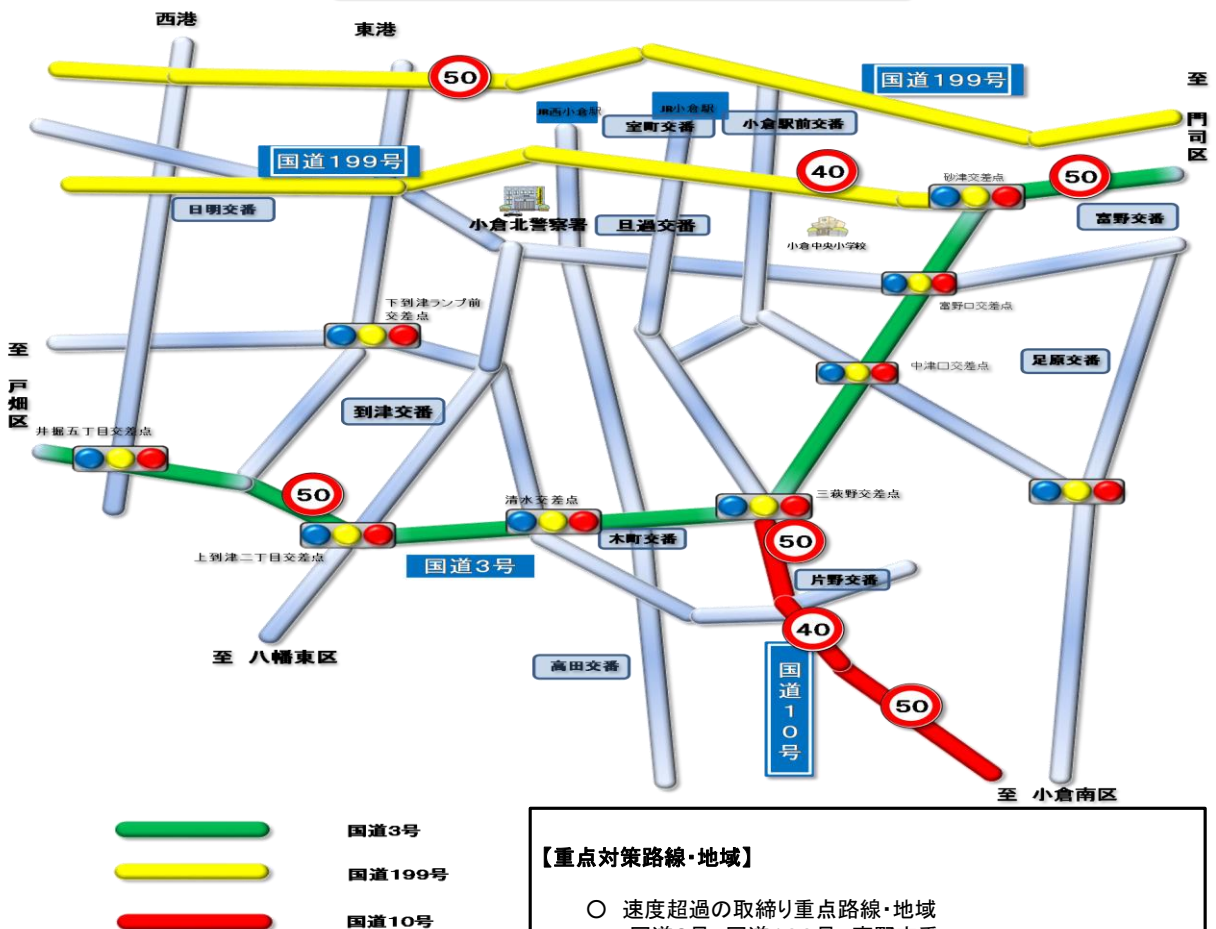 西港
東港
50
国道199号
至 門司区
JR西小倉駅
JR小倉駅
室町交番
小倉駅前交番
国道199号
40
砂津交差点
50
日明交番
小倉北警察署
旦過交番
小倉中央小学校
富野交番
下到津ランプ前
交差点
富野口交差点
至 戸畑区
中津口交差点
足原交番
到津交番
井堀五丁目交差点
50
清水交差点
三萩野交差点
上到津二丁目交差点
国道3号
木町交番
50
片野交番
40
至 八幡東区
高田交番
国道10号
50
至 小倉南区
国道3号
国道199号
国道10号
【重点対策路線・地域】
○ 速度超過の取締り重点路線・地域